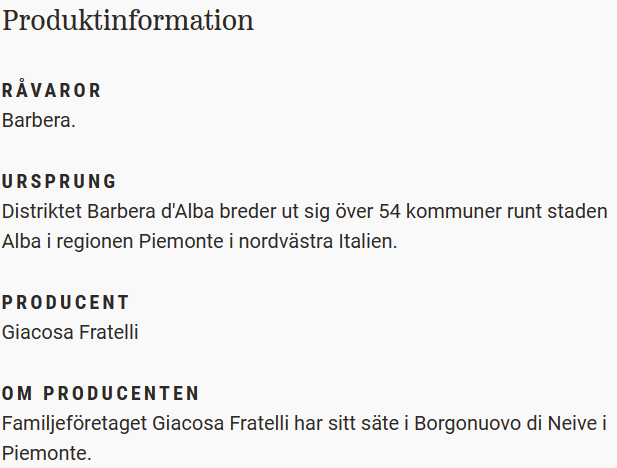 Produktinformation
RÅVAROR
Barbera.
URSPRUNG
Distriktet Barbera d'Alba breder ut sig över 54 kommuner runt staden
Alba i regionen Piemonte i nordvästra Italien.
PRODUCENT
Giacosa Fratelli
OM PRODUCENTEN
Familjeföretaget Giacosa Fratelli har sitt säte i Borgonuovo di Neive i
Piemonte.